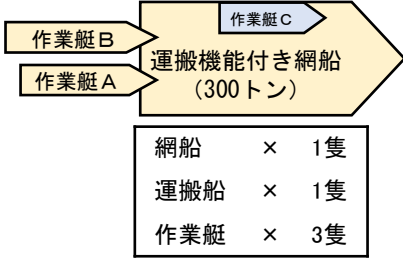 作業艇C
作業艇B
運搬機能付き網船
作業艇A
（300トン）
網船 × 1隻
運搬船 × 1隻
作業艇 × 3隻